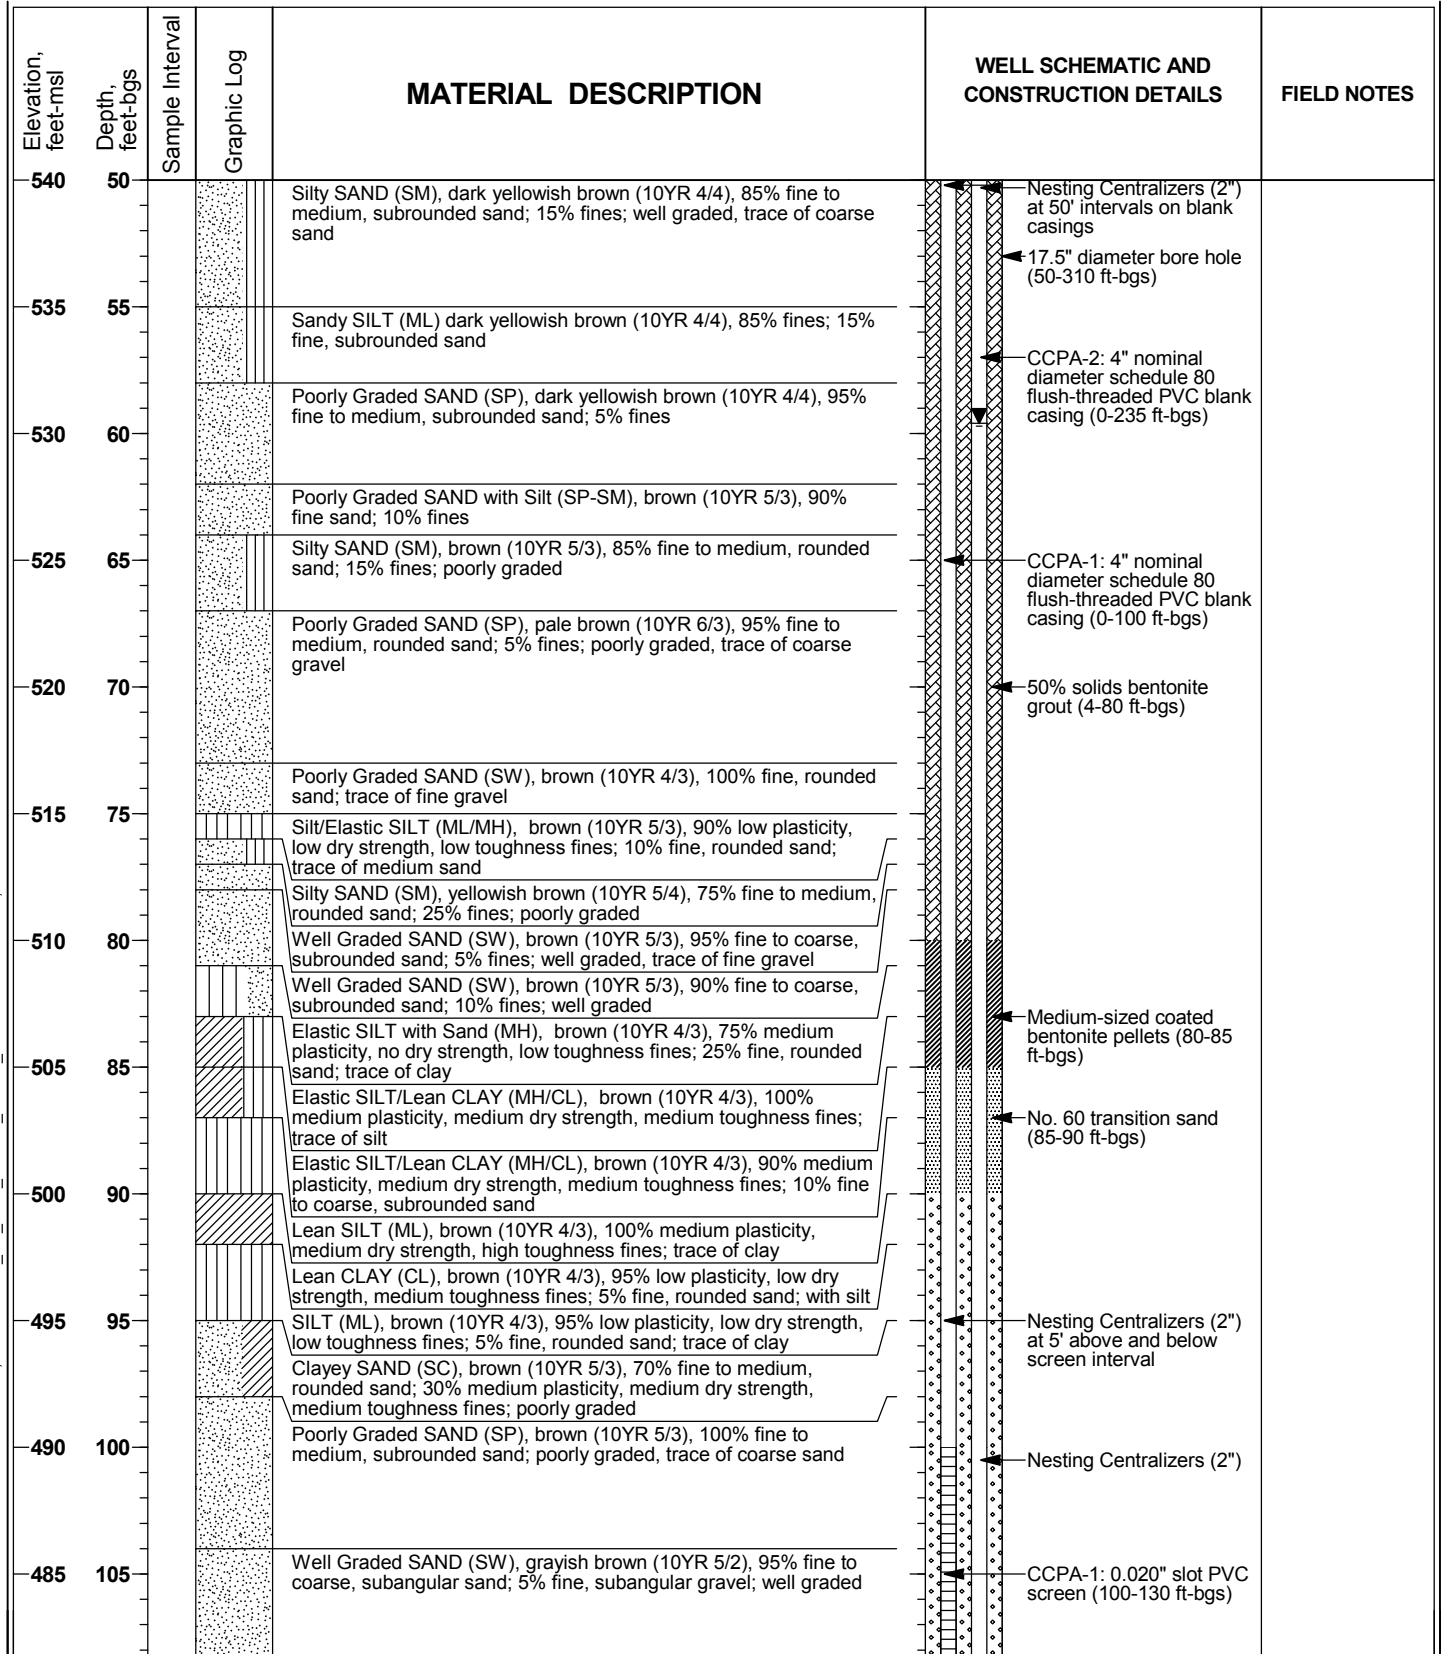 Elevation,
feet-msl
Depth,
feet-bgs
Sample Interval
Graphic Log
MATERIAL DESCRIPTION
WELL SCHEMATIC AND
CONSTRUCTION DETAILS
FIELD NOTES
540 50
535 55
530 60
525 65
520 70
515 75
510 80
505 85
500 90
495 95
490 100
485 105
Silty SAND (SM), dark yellowish brown (10YR 4/4), 85% fine to
medium, subrounded sand; 15% fines; well graded, trace of coarse
sand
Sandy SILT (ML) dark yellowish brown (10YR 4/4), 85% fines; 15%
fine, subrounded sand
Poorly Graded SAND (SP), dark yellowish brown (10YR 4/4), 95%
fine to medium, subrounded sand; 5% fines
Poorly Graded SAND with Silt (SP-SM), brown (10YR 5/3), 90%
fine sand; 10% fines
Silty SAND (SM), brown (10YR 5/3), 85% fine to medium, rounded
sand; 15% fines; poorly graded
Poorly Graded SAND (SP), pale brown (10YR 6/3), 95% fine to
medium, rounded sand; 5% fines; poorly graded, trace of coarse
gravel
Poorly Graded SAND (SW), brown (10YR 4/3), 100% fine, rounded
sand; trace of fine gravel
Silt/Elastic SILT (ML/MH), brown (10YR 5/3), 90% low plasticity,
low dry strength, low toughness fines; 10% fine, rounded sand;
trace of medium sand
Silty SAND (SM), yellowish brown (10YR 5/4), 75% fine to medium,
rounded sand; 25% fines; poorly graded
Well Graded SAND (SW), brown (10YR 5/3), 95% fine to coarse,
subrounded sand; 5% fines; well graded, trace of fine gravel
Well Graded SAND (SW), brown (10YR 5/3), 90% fine to coarse,
subrounded sand; 10% fines; well graded
Elastic SILT with Sand (MH), brown (10YR 4/3), 75% medium
plasticity, no dry strength, low toughness fines; 25% fine, rounded
sand; trace of clay
Elastic SILT/Lean CLAY (MH/CL), brown (10YR 4/3), 100%
medium plasticity, medium dry strength, medium toughness fines;
trace of silt
Elastic SILT/Lean CLAY (MH/CL), brown (10YR 4/3), 90% medium
plasticity, medium dry strength, medium toughness fines; 10% fine
to coarse, subrounded sand
Lean SILT (ML), brown (10YR 4/3), 100% medium plasticity,
medium dry strength, high toughness fines; trace of clay
Lean CLAY (CL), brown (10YR 4/3), 95% low plasticity, low dry
strength, medium toughness fines; 5% fine, rounded sand; with silt
SILT (ML), brown (10YR 4/3), 95% low plasticity, low dry strength,
low toughness fines; 5% fine, rounded sand; trace of clay
Clayey SAND (SC), brown (10YR 5/3), 70% fine to medium,
rounded sand; 30% medium plasticity, medium dry strength,
medium toughness fines; poorly graded
Poorly Graded SAND (SP), brown (10YR 5/3), 100% fine to
medium, subrounded sand; poorly graded, trace of coarse sand
Well Graded SAND (SW), grayish brown (10YR 5/2), 95% fine to
coarse, subangular sand; 5% fine, subangular gravel; well graded
Nesting Centralizers (2")
at 50' intervals on blank
casings
17.5" diameter bore hole
(50-310 ft-bgs)
CCPA-2: 4" nominal
diameter schedule 80
flush-threaded PVC blank
casing (0-235 ft-bgs)
CCPA-1: 4" nominal
diameter schedule 80
flush-threaded PVC blank
casing (0-100 ft-bgs)
50% solids bentonite
grout (4-80 ft-bgs)
Medium-sized coated
bentonite pellets (80-85
ft-bgs)
No. 60 transition sand
(85-90 ft-bgs)
Nesting Centralizers (2")
at 5' above and below
screen interval
Nesting Centralizers (2")
CCPA-1: 0.020" slot PVC
screen (100-130 ft-bgs)